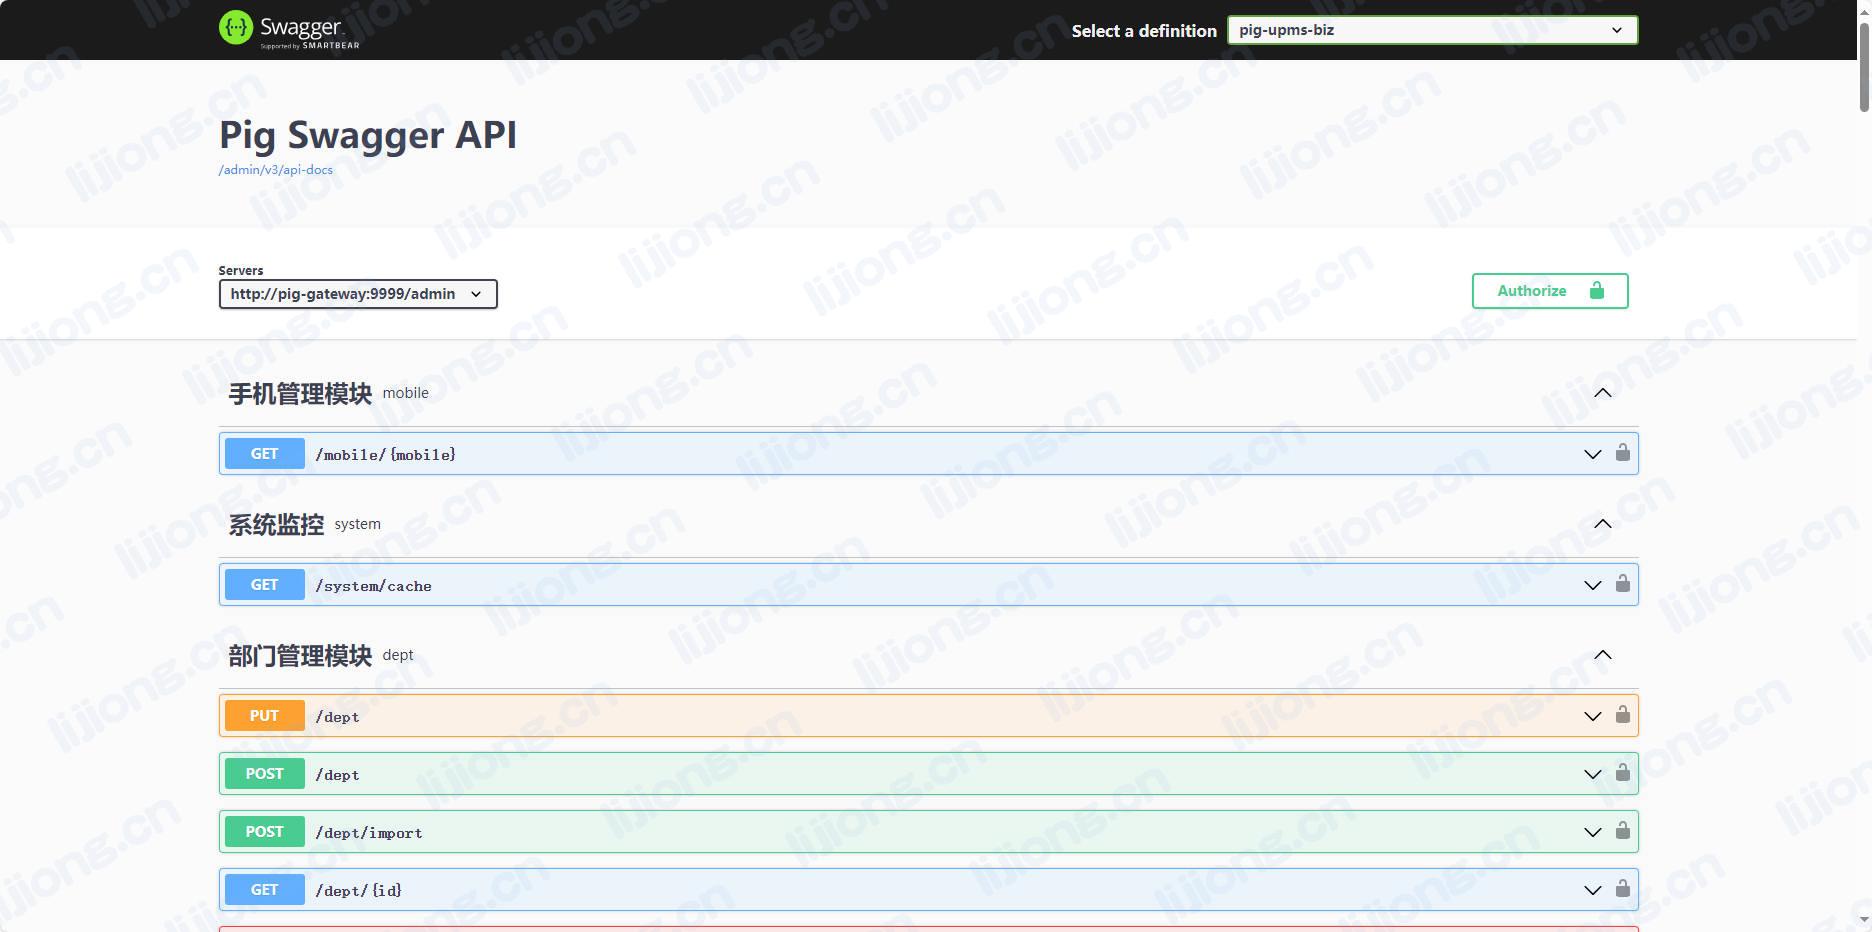 Swagger
Supported by SMARTBEAR
Select a definition
pig-upms-biz
Pig Swagger API
/admin/v3/api-docs
Servers
http://pig-gateway:9999/admin
Authorize
手机管理模块 mobile
GET /mobile/{mobile}
系统监控 system
GET /system/cache
部门管理模块 dept
PUT /dept
POST /dept
POST /dept/import
GET /dept/{id}
lijiong.cn